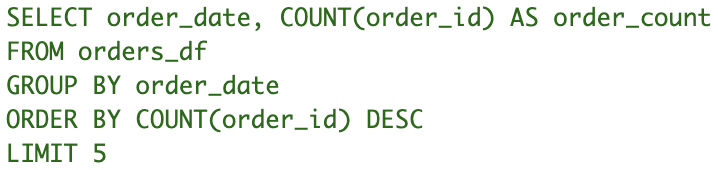 SELECT order_date, COUNT(order_id) AS order_count
FROM orders_df
GROUP BY order_date
ORDER BY COUNT(order_id) DESC
LIMIT 5